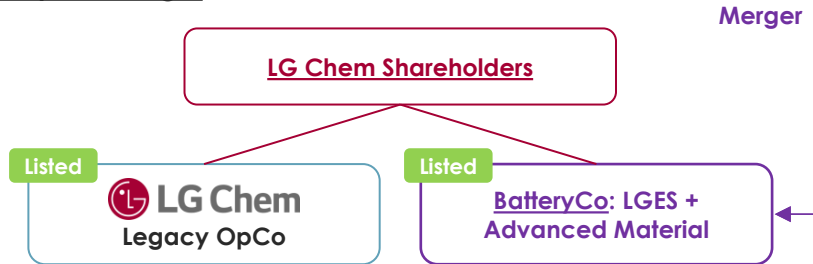 Merger
LG Chem Shareholders
Listed
LG Chem
Legacy OpCo
Listed
BatteryCo: LGES +
Advanced Material